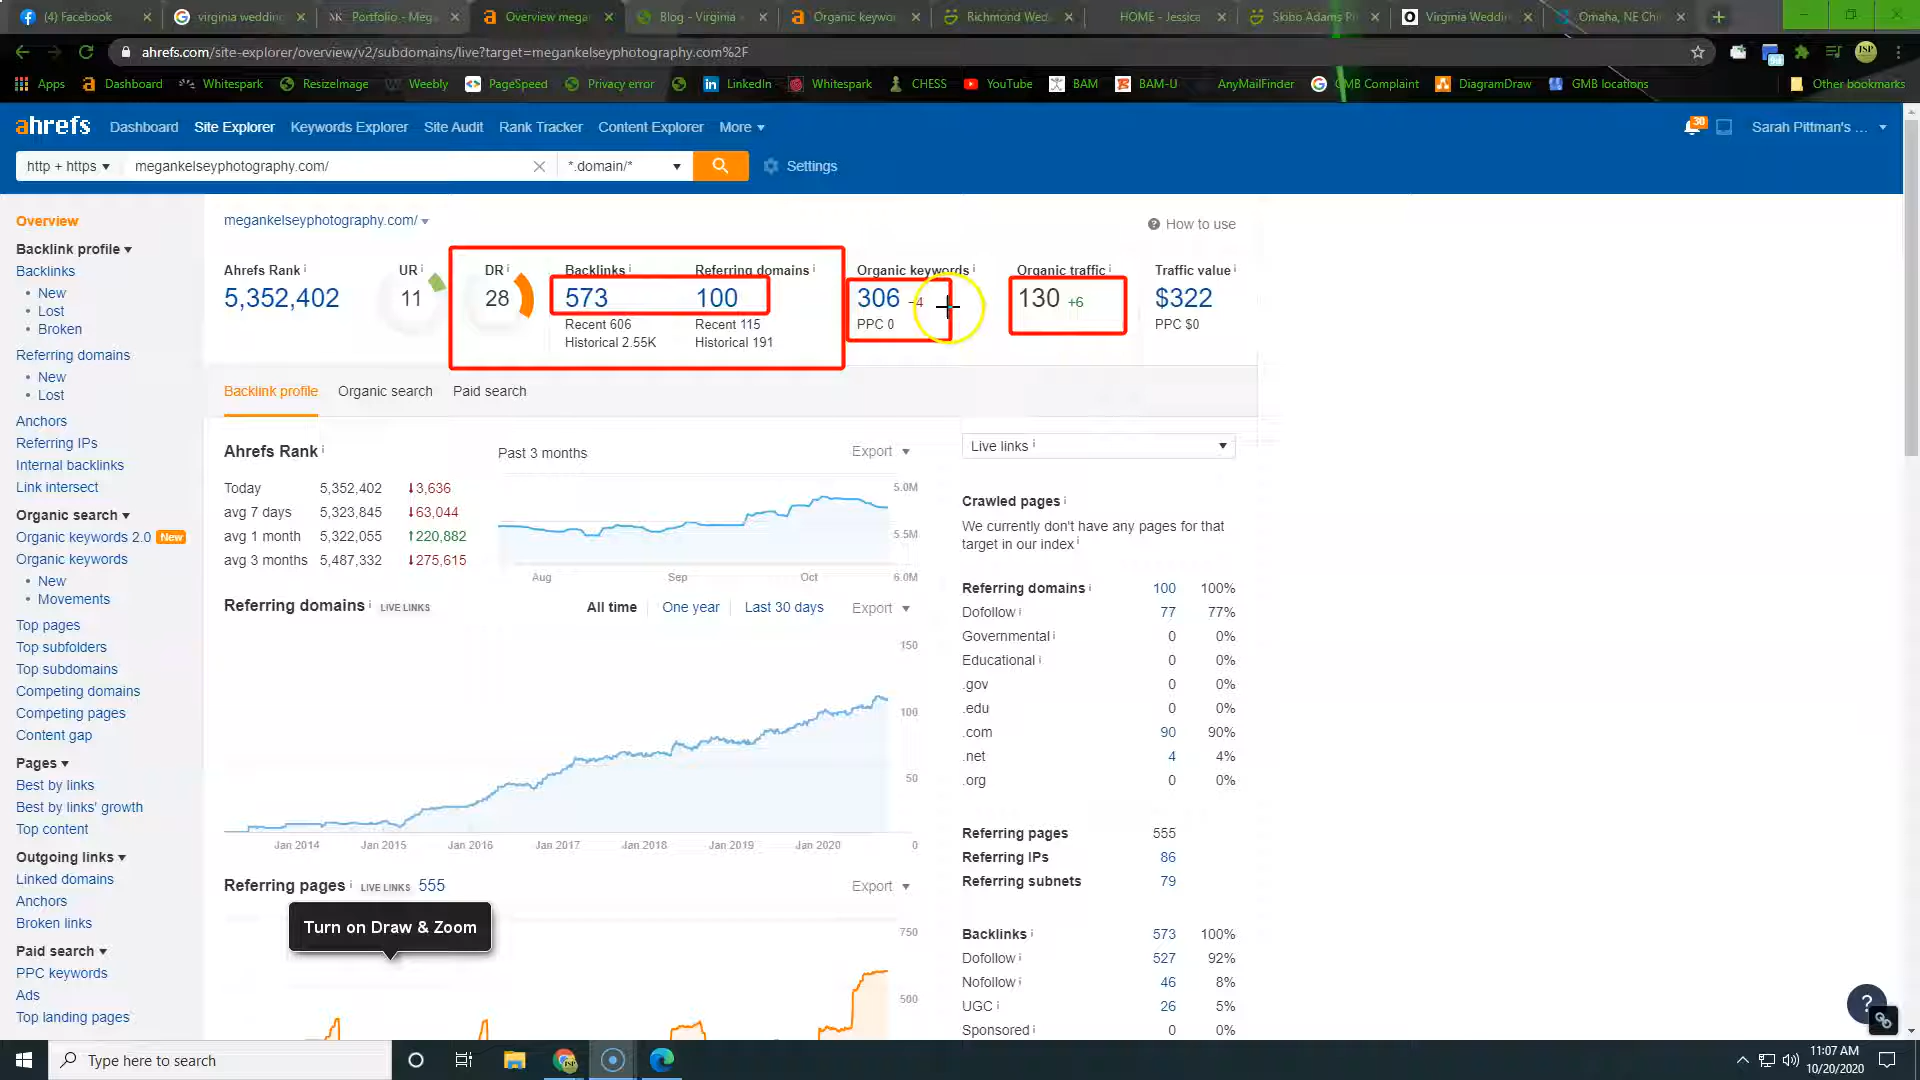 (4) Facebook
virginia wedding
Portfolio - Meg
Overview mega
Blog - Virginia
Organic keywo
Richmond Wed
HOME - Jessica
Skibo Adams P
Virginia Weddi
Omaha, NE Chi
ahrefs.com/site-explorer/overview/v2/subdomains/live?target=megankelseyphotography.com%2F
JSP
Apps
Dashboard
Whitespark
ResizeImage
Weebly
PageSpeed
Privacy error
LinkedIn
Whitespark
CHESS
YouTube
BAM
BAM-U
AnyMailFinder
GMB Complaint
DiagramDraw
GMB locations
Other bookmarks
ahrefs
Dashboard
Site Explorer
Keywords Explorer
Site Audit
Rank Tracker
Content Explorer
More
30
Sarah Pittman's ...
http + https
megankelseyphotography.com/
*.domain/*
Settings
Overview
Backlink profile
Backlinks
New
Lost
Broken
Referring domains
New
Lost
Anchors
Referring IPs
Internal backlinks
Link intersect
Organic search
Organic keywords 2.0 New
Organic keywords
New
Movements
Top pages
Top subfolders
Top subdomains
Competing domains
Competing pages
Content gap
Pages
Best by links
Best by links' growth
Top content
Outgoing links
Linked domains
Anchors
Broken links
Paid search
PPC keywords
Ads
Top landing pages
megankelseyphotography.com/
How to use
Ahrefs Rank
5,352,402
UR
11
DR
28
Backlinks
573
Recent 606
Historical 2.55K
Referring domains
100
Recent 115
Historical 191
Organic keywords
306 -4
PPC 0
Organic traffic
130 +6
Traffic value
$322
PPC $0
Backlink profile
Organic search
Paid search
Ahrefs Rank
Past 3 months
Export
Today 5,352,402 ↓3,636
avg 7 days 5,323,845 ↓63,044
avg 1 month 5,322,055 ↑220,882
avg 3 months 5,487,332 ↓275,615
5.0M
5.5M
6.0M
Aug Sep Oct
Referring domains LIVE LINKS
All time
One year
Last 30 days
Export
150
100
50
0
Jan 2014 Jan 2015 Jan 2016 Jan 2017 Jan 2018 Jan 2019 Jan 2020
Referring pages LIVE LINKS 555
Export
750
500
Turn on Draw & Zoom
Live links
Crawled pages
We currently don't have any pages for that
target in our index
Referring domains 100 100%
Dofollow 77 77%
Governmental 0 0%
Educational 0 0%
.gov 0 0%
.edu 0 0%
.com 90 90%
.net 4 4%
.org 0 0%
Referring pages 555
Referring IPs 86
Referring subnets 79
Backlinks 573 100%
Dofollow 527 92%
Nofollow 46 8%
UGC 26 5%
Sponsored 0 0%
?
Type here to search
11:07 AM
10/20/2020